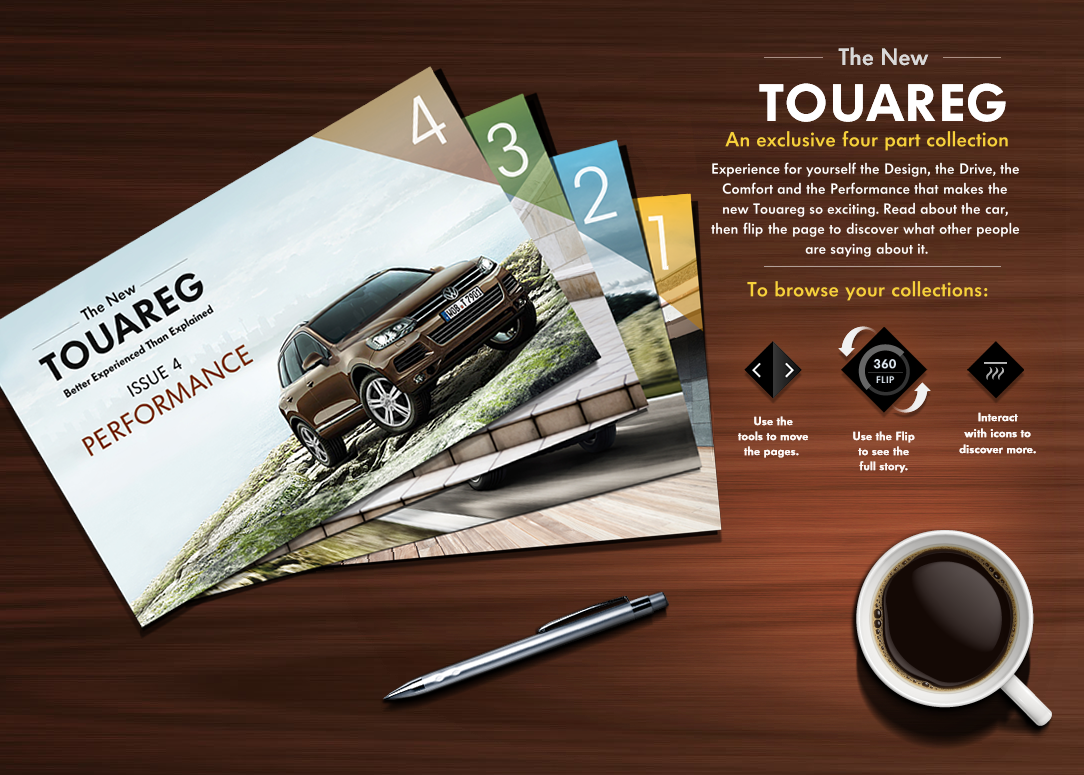 The New
TOUAREG
An exclusive four part collection
Experience for yourself the Design, the Drive, the
Comfort and the Performance that makes the
new Touareg so exciting. Read about the car,
then flip the page to discover what other people
are saying about it.
To browse your collections:
360
FLIP
Use the
tools to move
the pages.
Use the Flip
to see the
full story.
Interact
with icons to
discover more.
4
3
2
1
The New
TOUAREG
Better Experienced Than Explained
ISSUE 4
PERFORMANCE